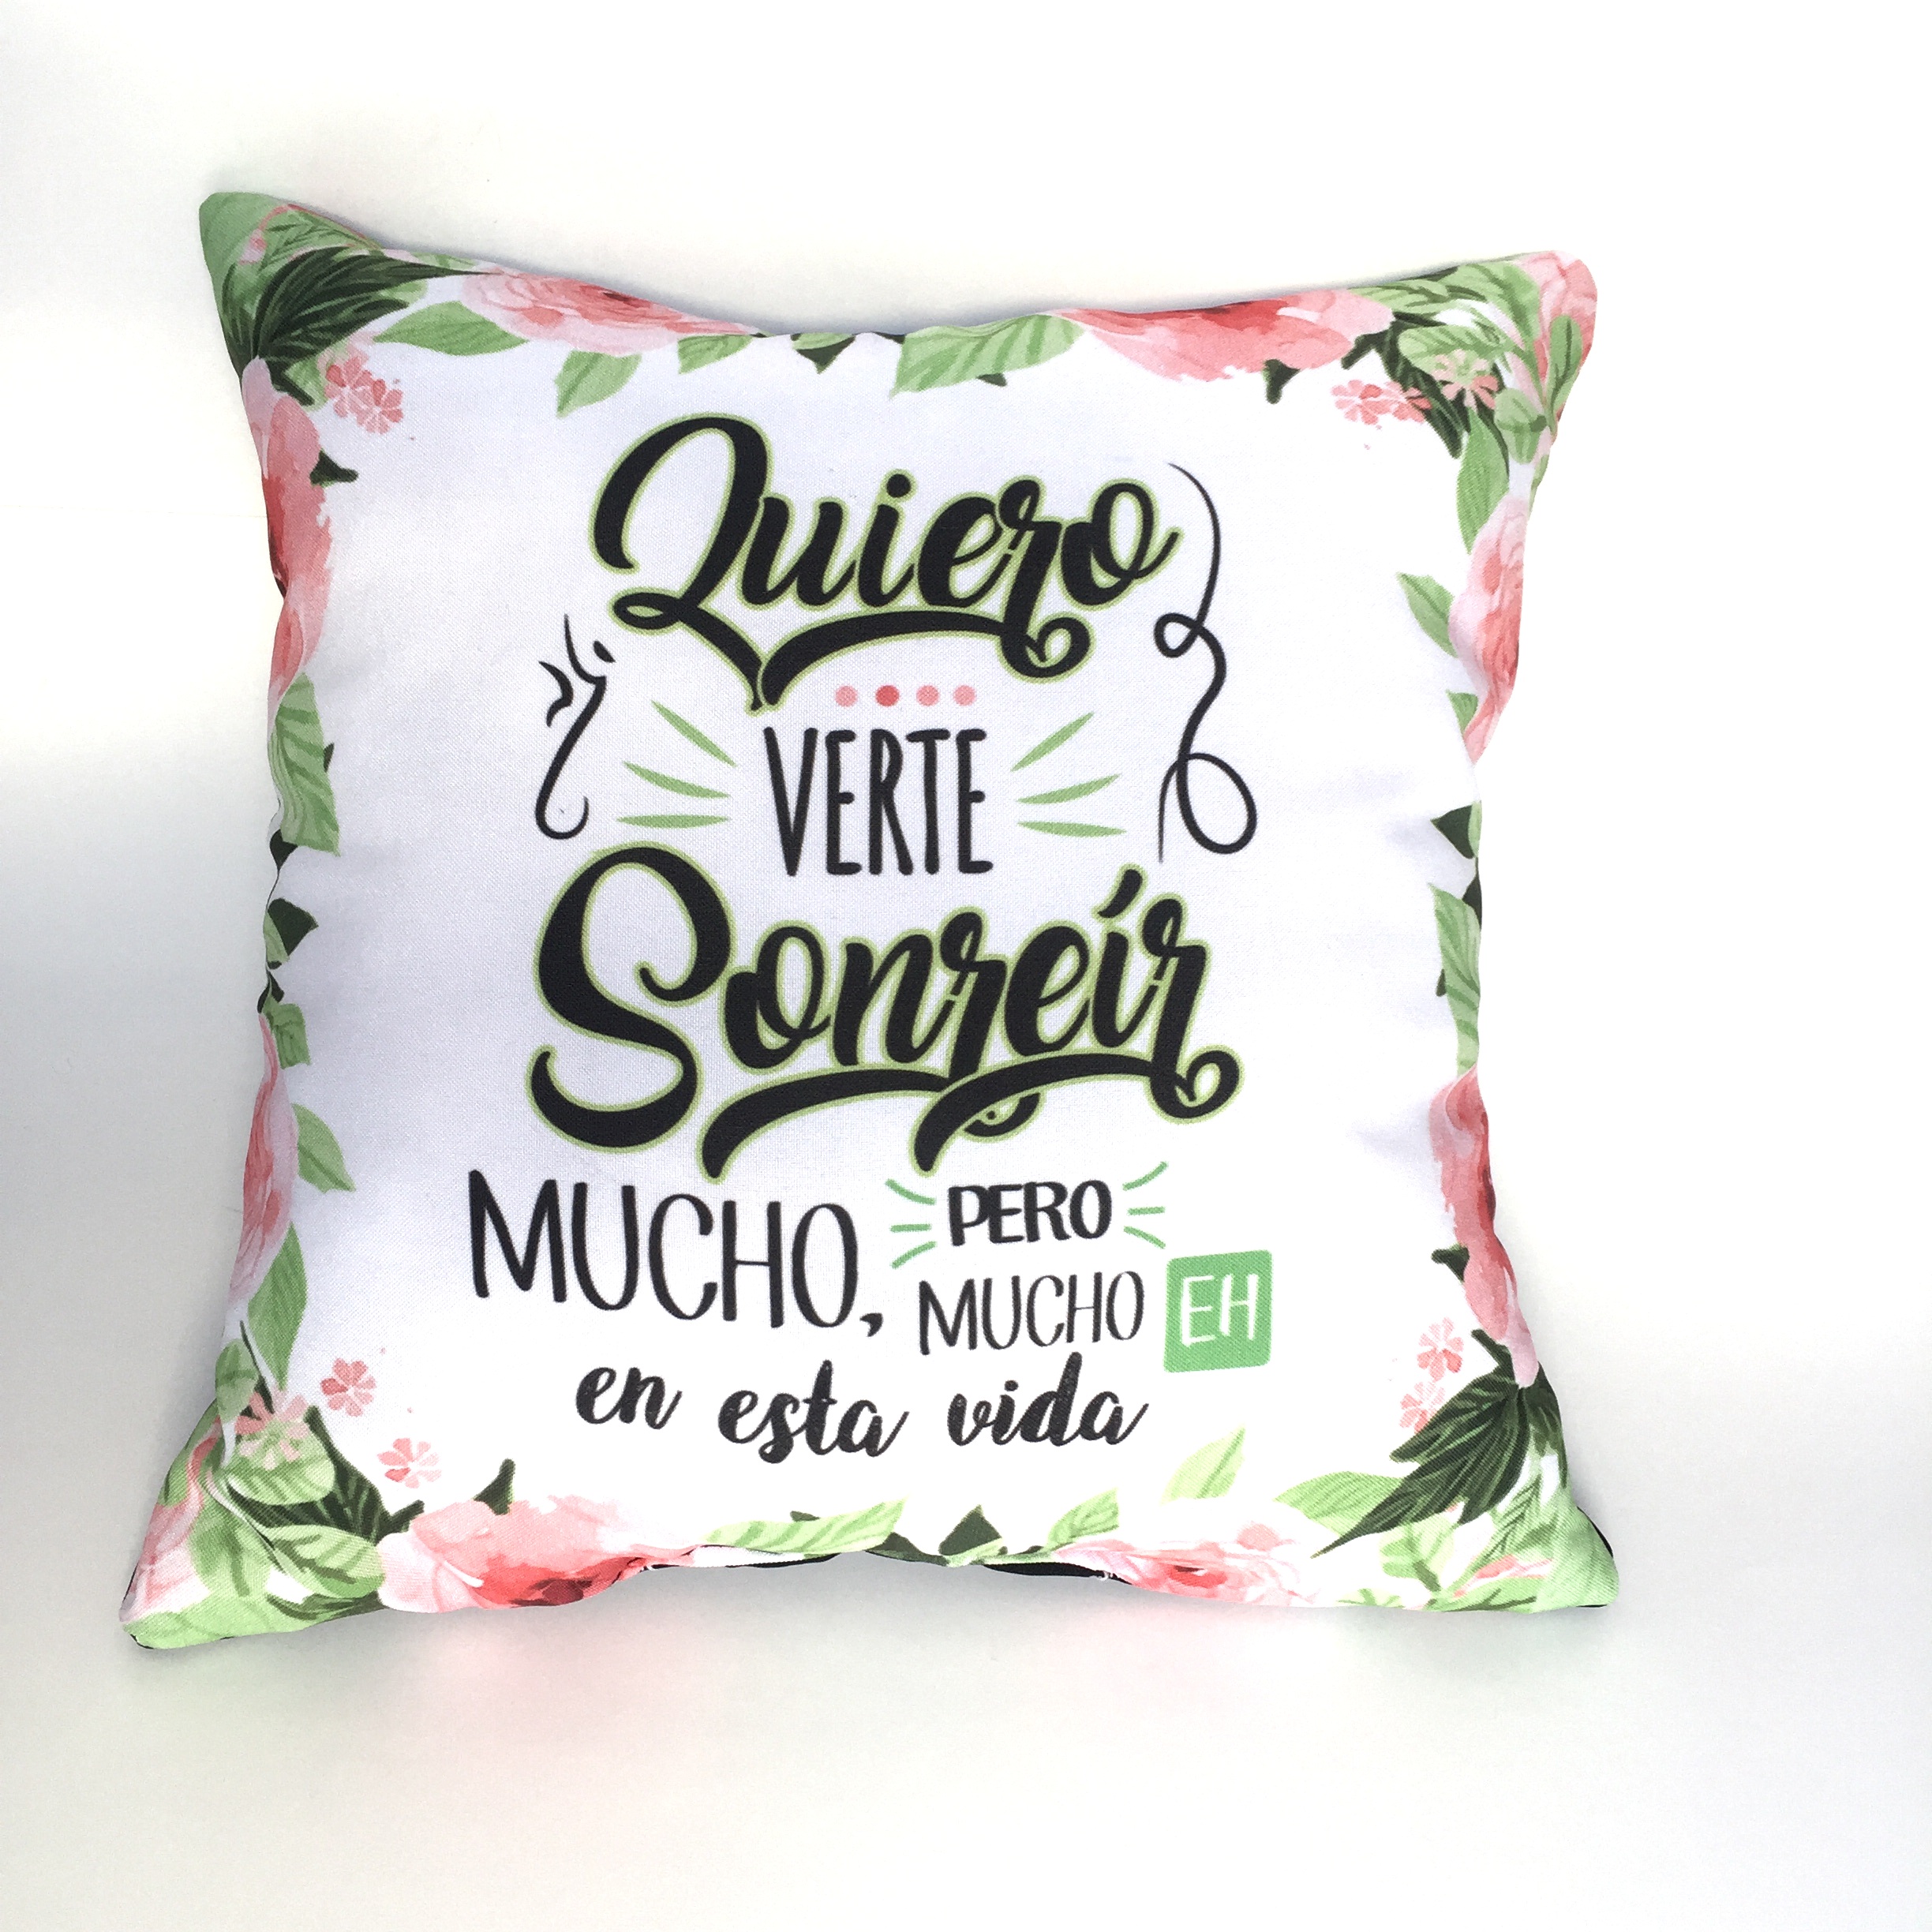 Quiero
VERTE
Sonreír
MUCHO, PERO
MUCHO EH
en esta vida